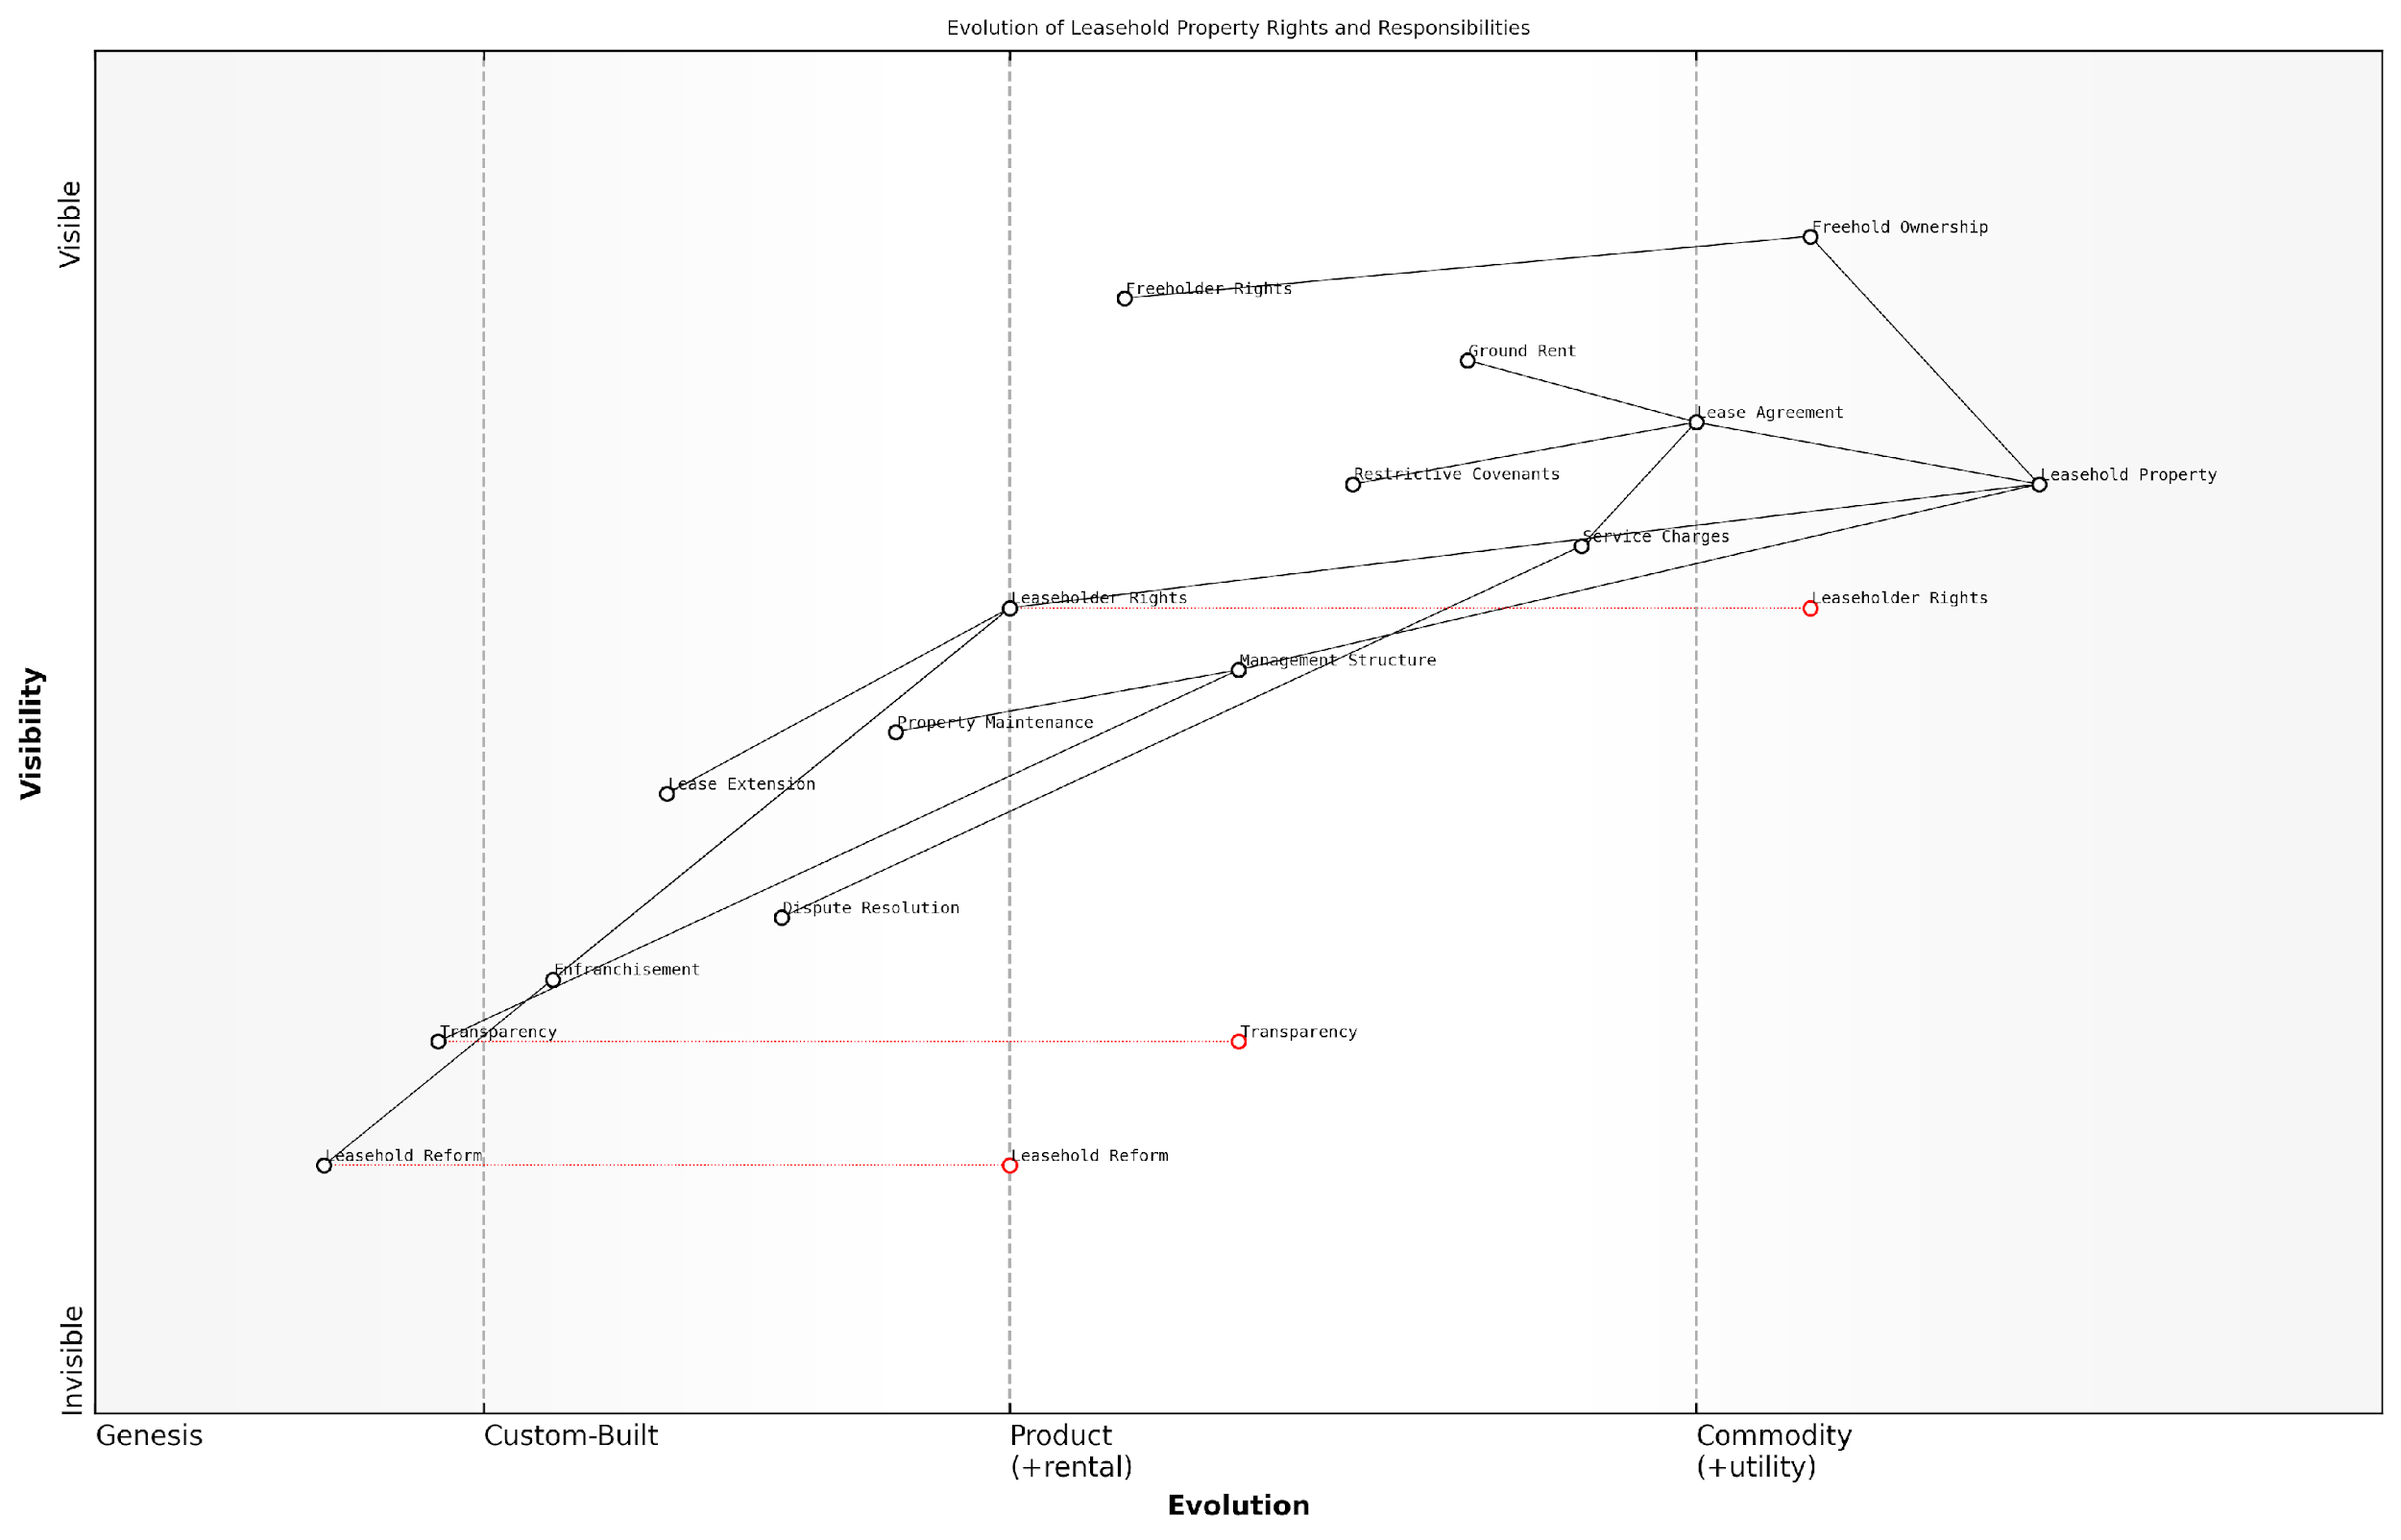 Evolution of Leasehold Property Rights and Responsibilities
Visible
Freehold Ownership
Freeholder Rights
Ground Rent
Lease Agreement
Restrictive Covenants
Leasehold Property
Service Charges
Leaseholder Rights
Leaseholder Rights
Management Structure
Visibility
Property Maintenance
Lease Extension
Dispute Resolution
Enfranchisement
Transparency
Transparency
Leasehold Reform
Leasehold Reform
Invisible
Genesis
Custom-Built
Product
(+rental)
Commodity
(+utility)
Evolution